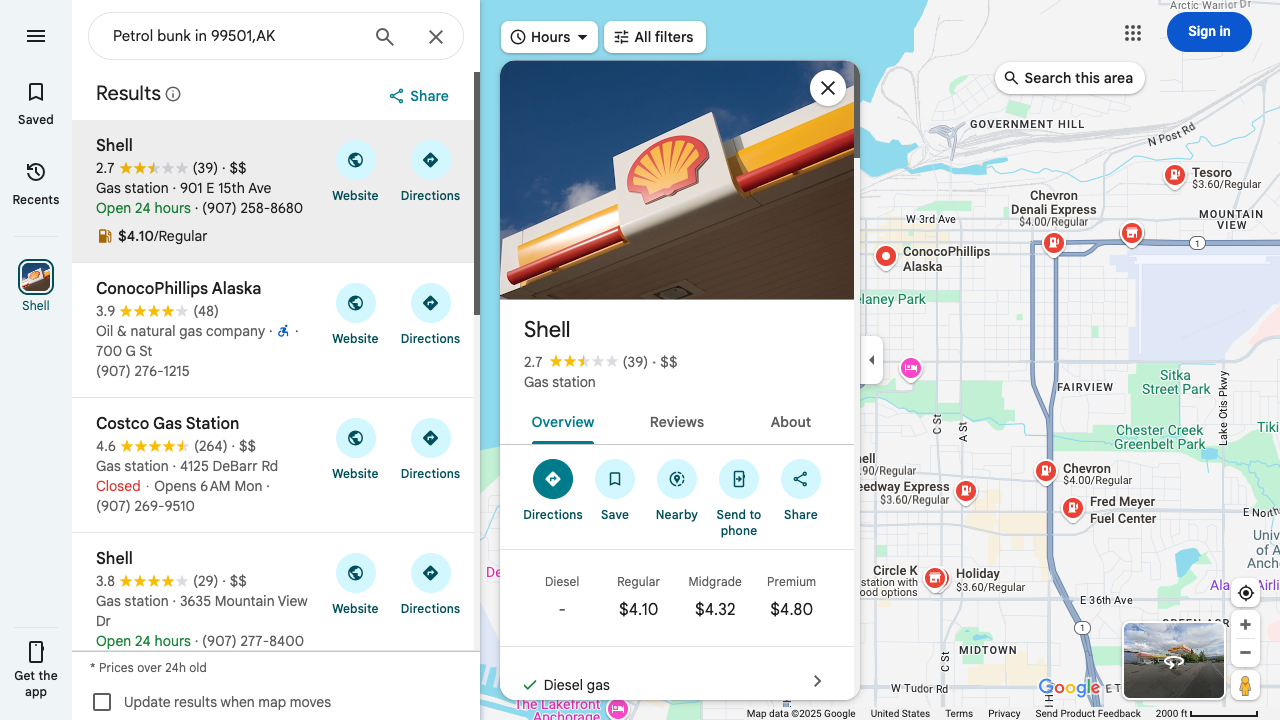 Petrol bunk in 99501,AK
Saved
Recents
Shell
Get the
app
Results
Share
Shell
2.7 (39) · $$
Gas station · 901 E 15th Ave
Open 24 hours · (907) 258-8680
$4.10/Regular
Website
Directions
ConocoPhillips Alaska
3.9 (48)
Oil & natural gas company · ·
700 G St
(907) 276-1215
Website
Directions
Costco Gas Station
4.6 (264) · $$
Gas station · 4125 DeBarr Rd
Closed · Opens 6 AM Mon ·
(907) 269-9510
Website
Directions
Shell
3.8 (29) · $$
Gas station · 3635 Mountain View
Dr
Open 24 hours · (907) 277-8400
Website
Directions
* Prices over 24h old
Update results when map moves
Hours
All filters
Shell
2.7 (39) · $$
Gas station
Overview
Reviews
About
Directions
Save
Nearby
Send to
phone
Share
Diesel
Regular
Midgrade
Premium
-
$4.10
$4.32
$4.80
Diesel gas
Sign in
Search this area
Arctic Warrior Dr
GOVERNMENT HILL
N Post Rd
Tesoro
$3.60/Regular
Chevron
Denali Express
$4.00/Regular
MOUNTAIN
VIEW
W 3rd Ave
1
ConocoPhillips
Alaska
elaney Park
Sitka
Street Park
FAIRVIEW
Lake Otis Pkwy
C St
A St
Chester Creek
Greenbelt Park
Tiki
ell
.90/Regular
eedway Express
$3.60/Regular
Chevron
$4.00/Regular
Fred Meyer
Fuel Center
E North
Univ
of A
Ancho
Circle K
station with
ood options
Holiday
$3.60/Regular
Alaska Airlin
E 36th Ave
1
GREEN ACR
C St
MIDTOWN
W Tudor Rd
E T
De
The Lakefront
Anchorage
Google
Map data ©2025 Google
United States
Terms
Privacy
Send Product Feedback
2000 ft